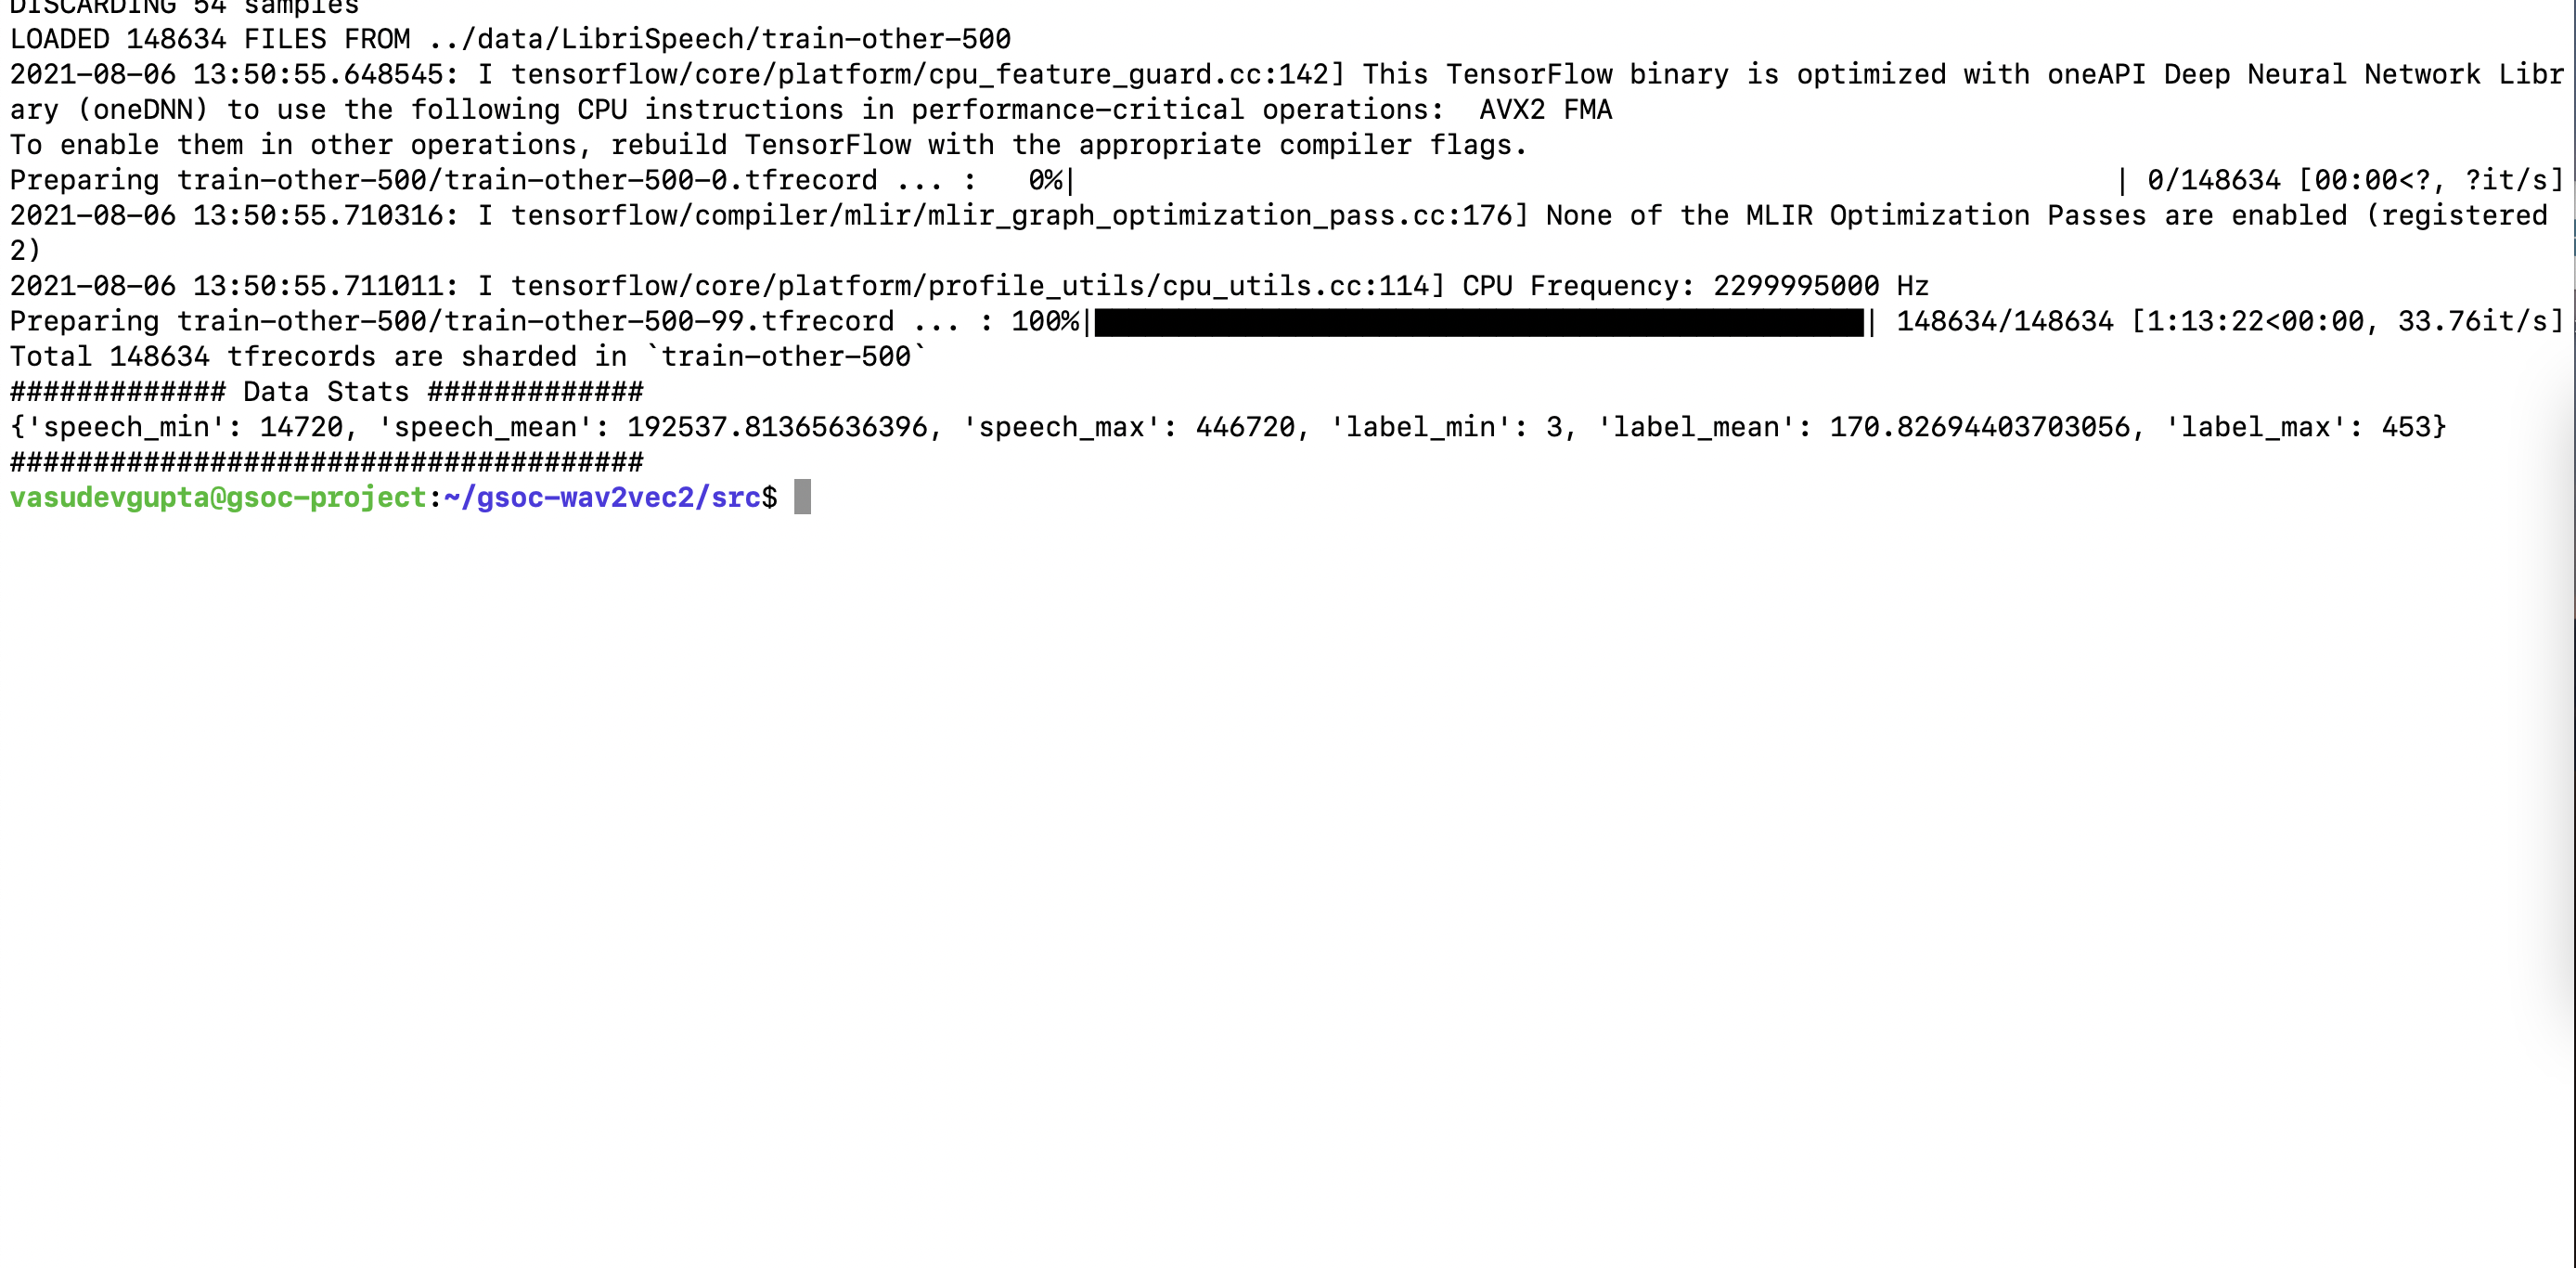 DISCARDING 54 samples
LOADED 148634 FILES FROM ../data/LibriSpeech/train-other-500
2021-08-06 13:50:55.648545: I tensorflow/core/platform/cpu_feature_guard.cc:142] This TensorFlow binary is optimized with oneAPI Deep Neural Network Libr
ary (oneDNN) to use the following CPU instructions in performance-critical operations:  AVX2 FMA
To enable them in other operations, rebuild TensorFlow with the appropriate compiler flags.
Preparing train-other-500/train-other-500-0.tfrecord ... :   0%| | 0/148634 [00:00<?, ?it/s]
2021-08-06 13:50:55.710316: I tensorflow/compiler/mlir/mlir_graph_optimization_pass.cc:176] None of the MLIR Optimization Passes are enabled (registered
2)
2021-08-06 13:50:55.711011: I tensorflow/core/platform/profile_utils/cpu_utils.cc:114] CPU Frequency: 2299995000 Hz
Preparing train-other-500/train-other-500-99.tfrecord ... : 100%|██████████████████████████████████████████████| 148634/148634 [1:13:22<00:00, 33.76it/s]
Total 148634 tfrecords are sharded in `train-other-500`
############# Data Stats #############
{'speech_min': 14720, 'speech_mean': 192537.81365636396, 'speech_max': 446720, 'label_min': 3, 'label_mean': 170.82694403703056, 'label_max': 453}
######################################
vasudevgupta@gsoc-project:~/gsoc-wav2vec2/src$